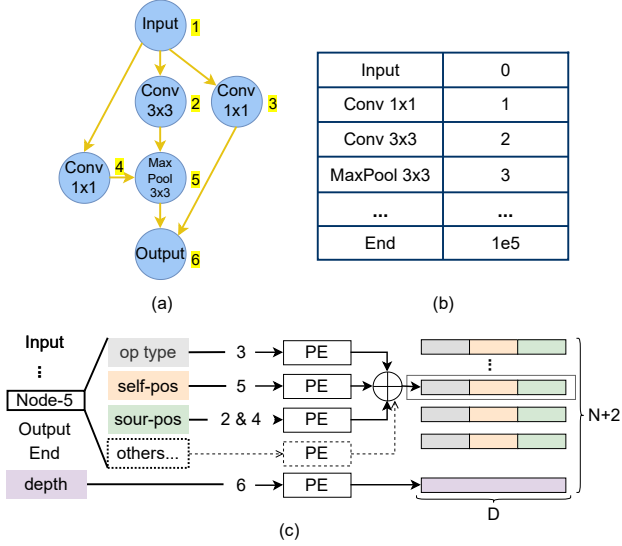 Input
1
Conv
3x3
2
Conv
1x1
3
Conv
1x1
4
Max
Pool
3x3
5
Output
6
(a)
Input 0
Conv 1x1 1
Conv 3x3 2
MaxPool 3x3 3
... ...
End 1e5
(b)
Input
...
Node-5
Output
End
op type 3 PE
self-pos 5 PE
sour-pos 2 & 4 PE
others... PE
depth 6 PE
...
N+2
D
(c)